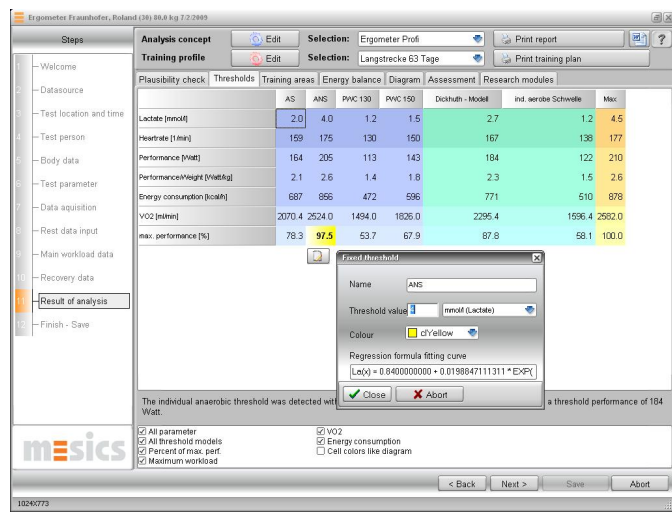 Ergometer Fraunhofer, Roland (30) 80,0 kg 7.2.2009
Steps
Analysis concept Edit Selection: Ergometer Profi Print report ?
Training profile Edit Selection: Langstrecke 63 Tage Print training plan
Plausibility check Thresholds Training areas Energy balance Diagram Assessment Research modules
1 Welcome
2 Datasource
3 Test location and time
4 Test person
5 Body data
6 Test parameter
7 Data aquisition
8 Rest data input
9 Main workload data
10 Recovery data
11 Result of analysis
12 Finish - Save
AS ANS PWC 130 PWC 150 Dickhuth - Modell ind. aerobe Schwelle Max
Lactate [mmol/l] 2.0 4.0 1.2 1.5 2.7 1.2 4.5
Heartrate [1/min] 159 175 130 150 167 138 177
Performance [Watt] 164 205 113 143 184 122 210
Performance/Weight [Watt/kg] 2.1 2.6 1.4 1.8 2.3 1.5 2.6
Energy consumption [kcal/h] 687 856 472 596 771 510 878
VO2 [ml/min] 2070.4 2524.0 1494.0 1826.0 2295.4 1596.4 2582.0
max. performance [%] 78.3 97.5 53.7 67.9 87.8 58.1 100.0
Fixed threshold
Name ANS
Threshold value 4 mmol/l (Lactate)
Colour clYellow
Regression formula fitting curve
La(x) = 0.8400000000 + 0.0198847111311 * EXP(
Close Abort
The individual anaerobic threshold was detected with a threshold performance of 184
Watt.
All parameter VO2
All threshold models Energy consumption
Percent of max. perf. Cell colors like diagram
Maximum workload
mesics
< Back Next > Save Abort
1024X773